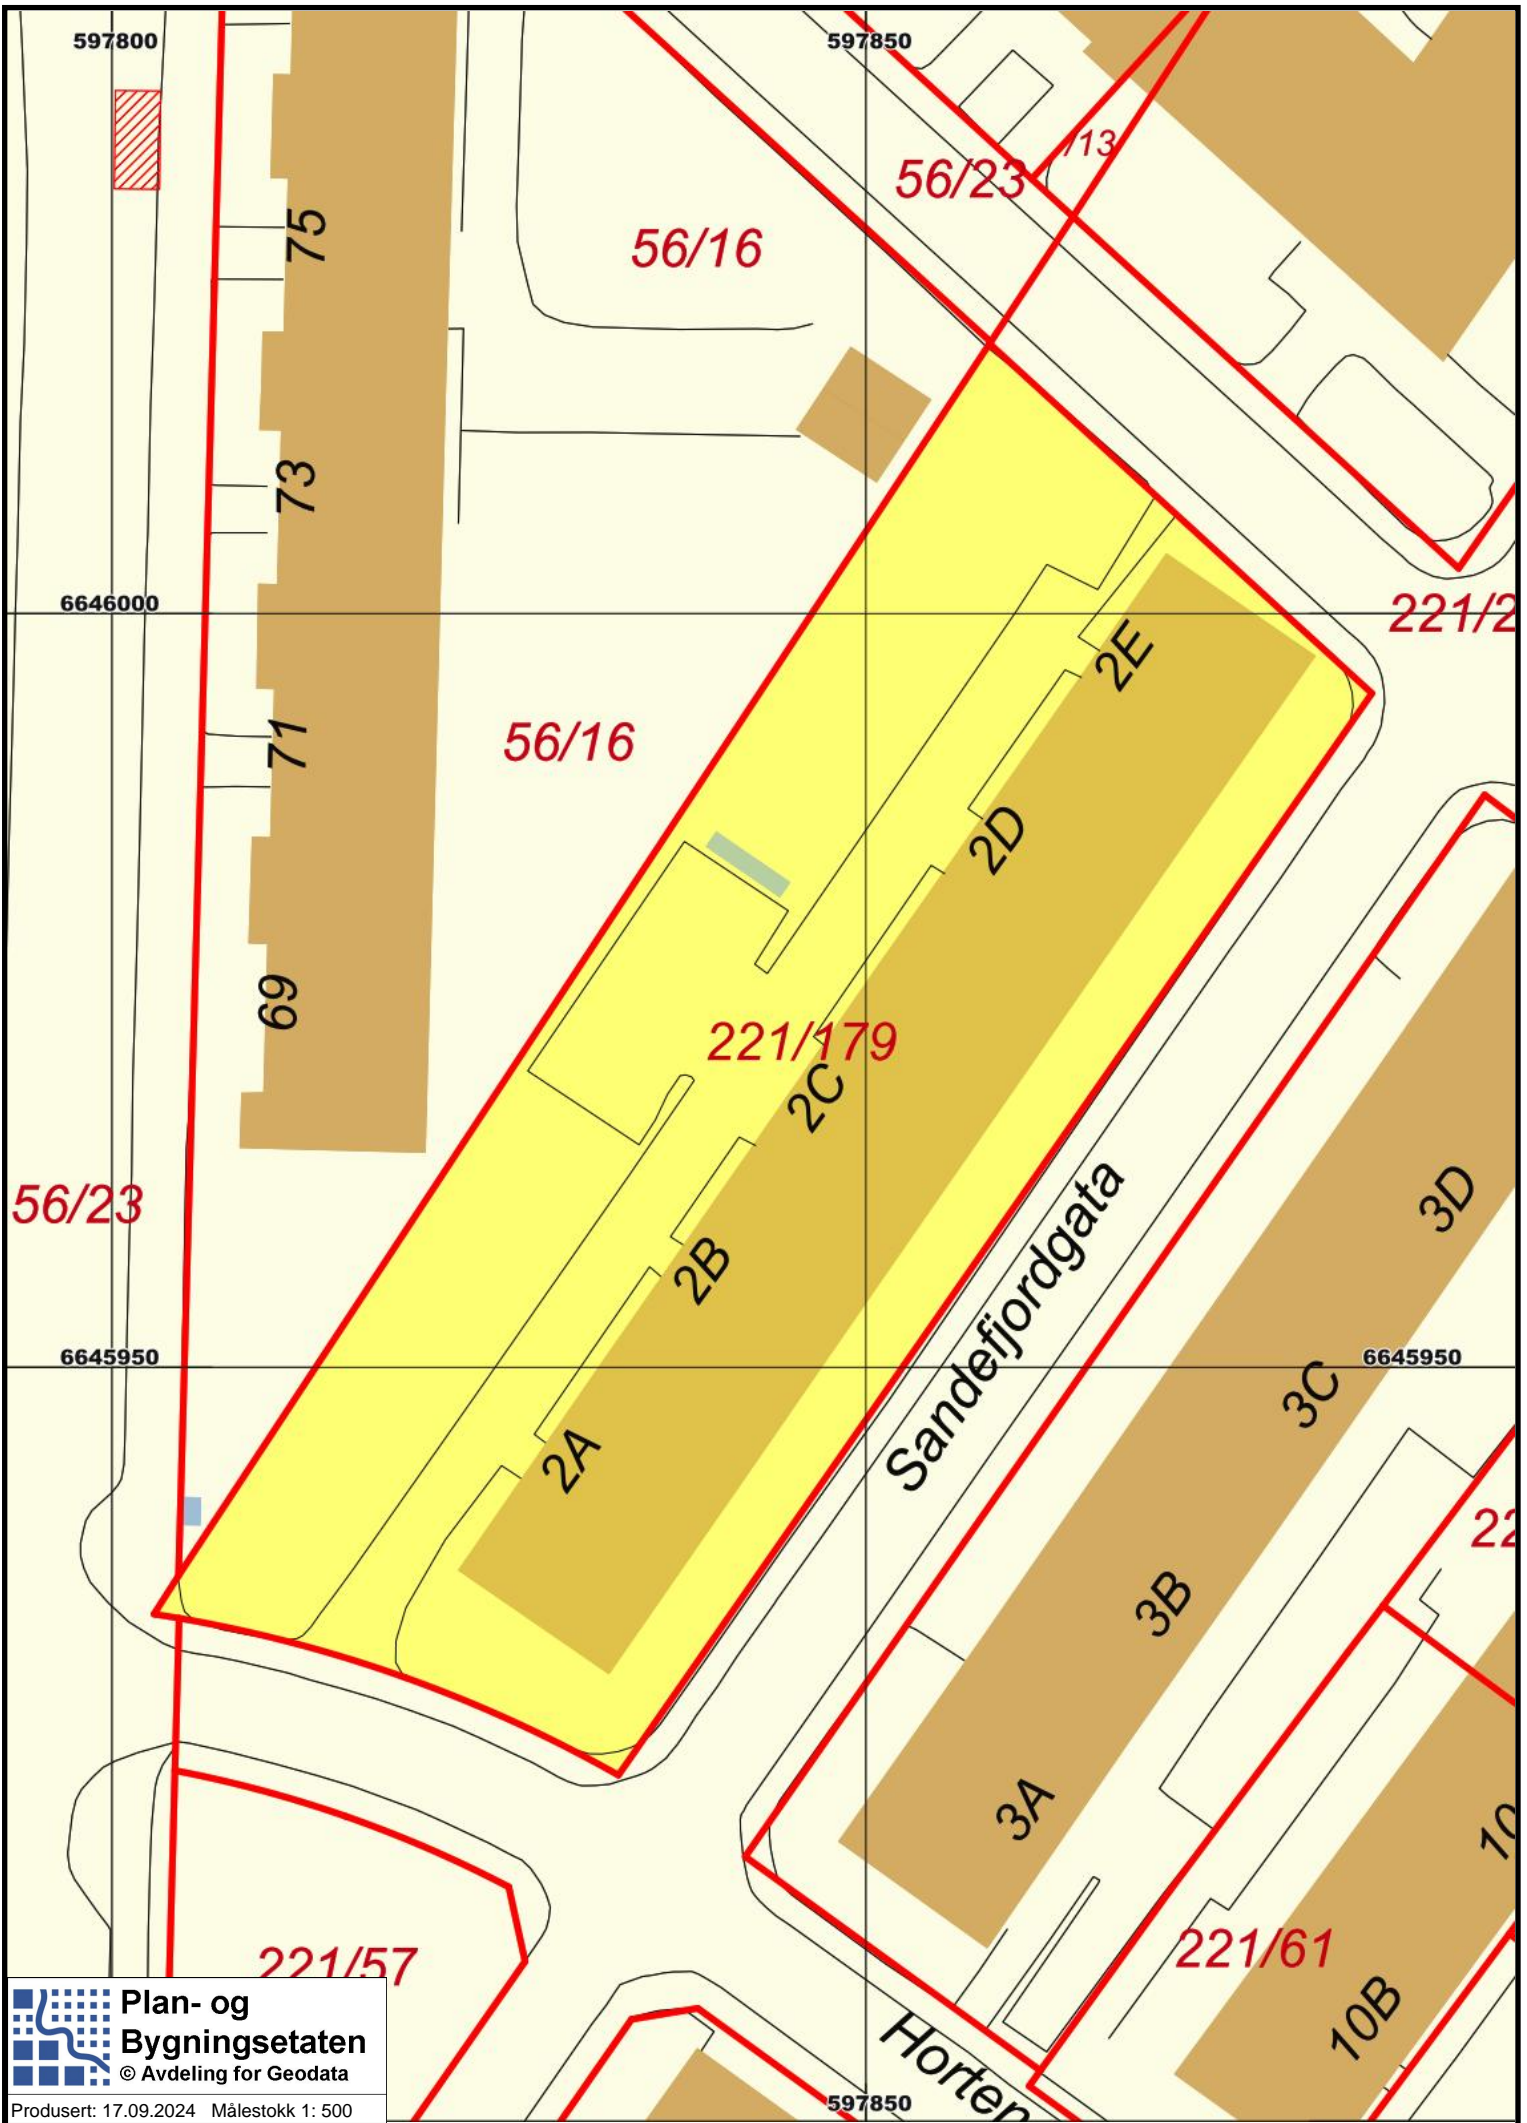 597800
597850
/13
56/23
75
56/16
73
6646000
221/2
2E
71
56/16
2D
69
221/179
2C
56/23
3D
2B
Sandefjordgata
6645950
6645950
3C
2A
22
3B
3A
10
221/57
221/61
10B
Horten
Plan- og
Bygningsetaten
© Avdeling for Geodata
597850
Produsert: 17.09.2024 Målestokk 1: 500